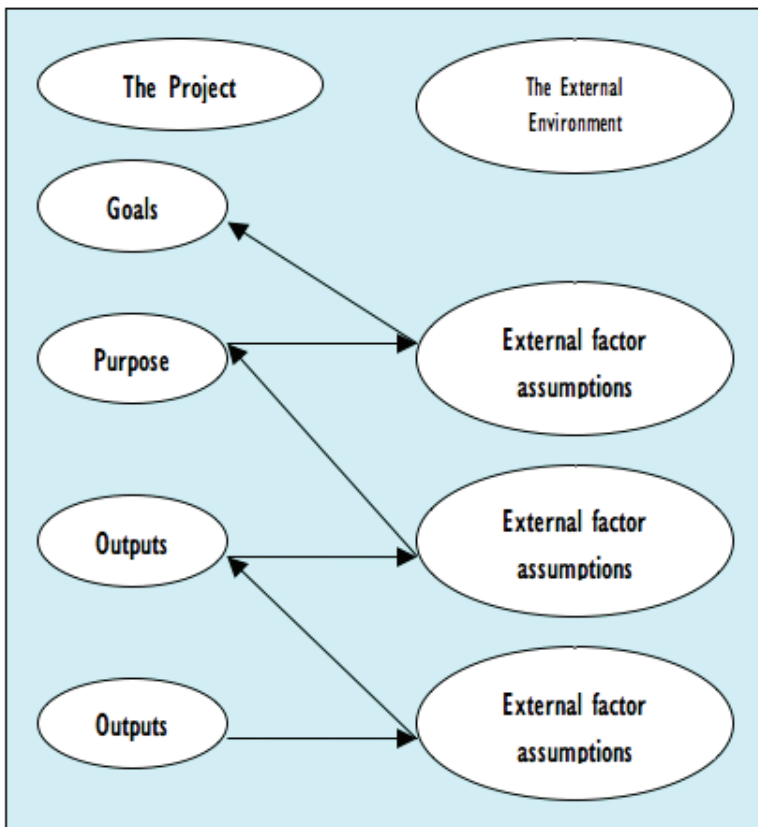 The Project
The External
Environment
Goals
External factor
assumptions
Purpose
External factor
assumptions
Outputs
External factor
assumptions
Outputs